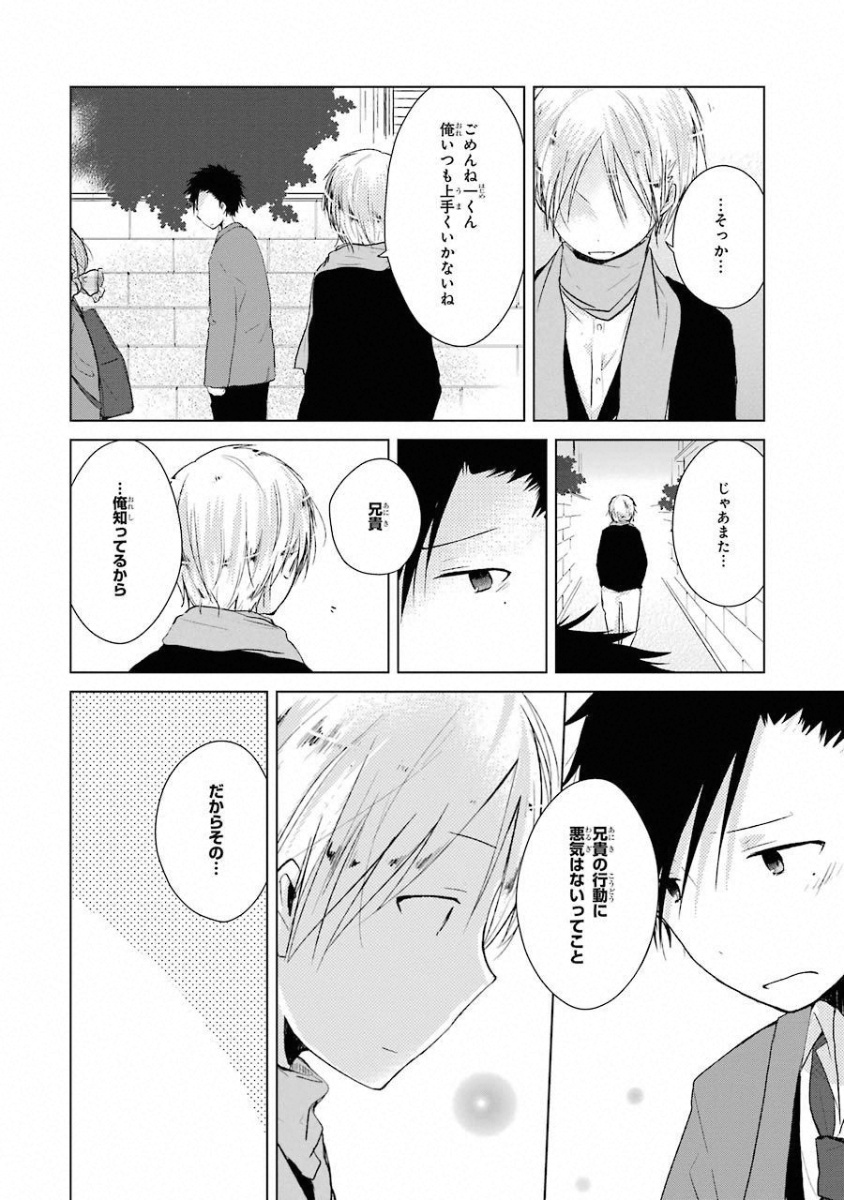 …そっか…
ごめんね一くん
俺いつも上手くいかないね
じゃあまた…
兄貴
…俺知ってるから
兄貴の行動に
悪気はないってこと
だからその…